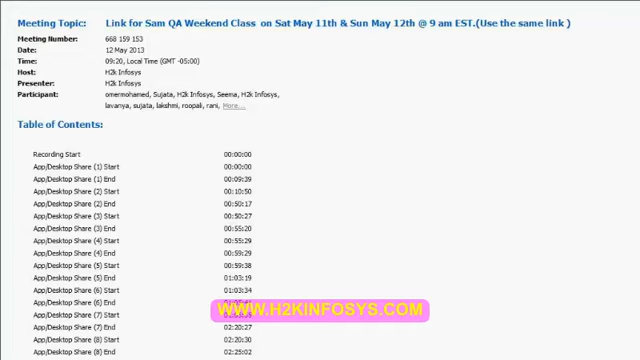 Meeting Topic: Link for Sam QA Weekend Class on Sat May 11th & Sun May 12th @ 9 am EST.(Use the same link )
Meeting Number: 668 159 153
Date: 12 May 2013
Time: 09:20, Local Time (GMT -05:00)
Host: H2k Infosys
Presenter: H2k Infosys
Participant: omermohamed, Sujata, H2k Infosys, Seema, H2k Infosys,
lavanya, sujata, lakshmi, roopali, rani, More...
Table of Contents:
Recording Start 00:00:00
App/Desktop Share (1) Start 00:00:00
App/Desktop Share (1) End 00:09:39
App/Desktop Share (2) Start 00:10:50
App/Desktop Share (2) End 00:50:17
App/Desktop Share (3) Start 00:50:27
App/Desktop Share (3) End 00:55:20
App/Desktop Share (4) Start 00:55:29
App/Desktop Share (4) End 00:59:29
App/Desktop Share (5) Start 00:59:38
App/Desktop Share (5) End 01:03:19
App/Desktop Share (6) Start 01:03:34
App/Desktop Share (6) End
WWW.H2KINFOSYS.COM
App/Desktop Share (7) Start
App/Desktop Share (7) End 02:20:27
App/Desktop Share (8) Start 02:20:30
App/Desktop Share (8) End 02:25:02